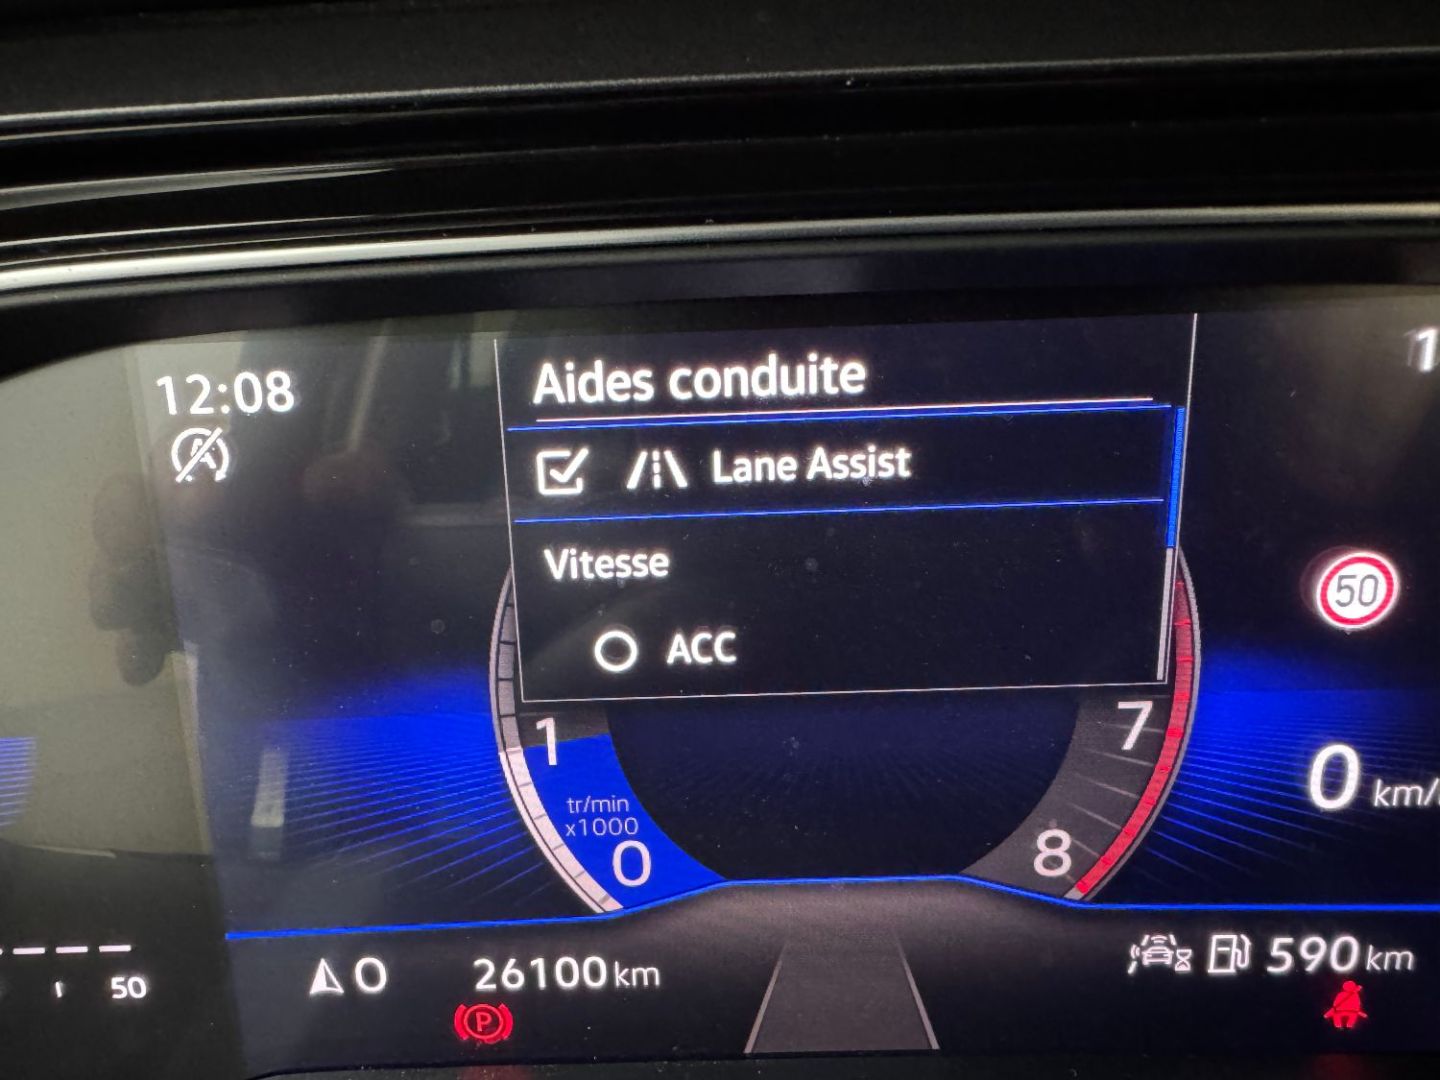 12:08
Aides conduite
Lane Assist
Vitesse
ACC
50
1
7
tr/min
x1000
0
8
0 km/
50
0
26100 km
590 km
P